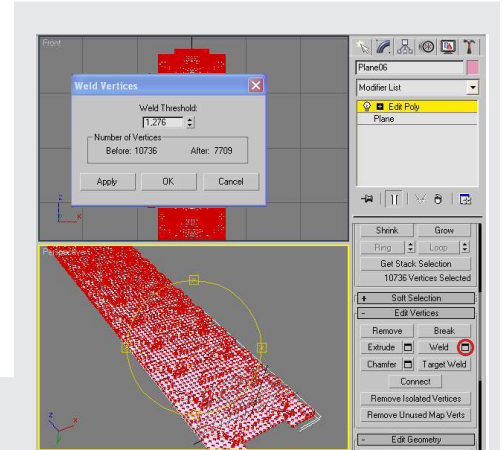 Front
Plane06
Weld Vertices
Modifier List
Weld Threshold:
1,276
Edit Poly
Plane
Number of Vertices
Before: 10736 After: 7709
Apply OK Cancel
z
x
Shrink Grow
Ring Loop
Get Stack
Selection
10736 Vertices Selected
Perspective
+ Soft Selection
- Edit Vertices
Remove Break
Extrude Weld
Chamfer Target Weld
Connect
Remove Isolated Vertices
Remove Unused Map Verts
z
x
y
- Edit Geometry